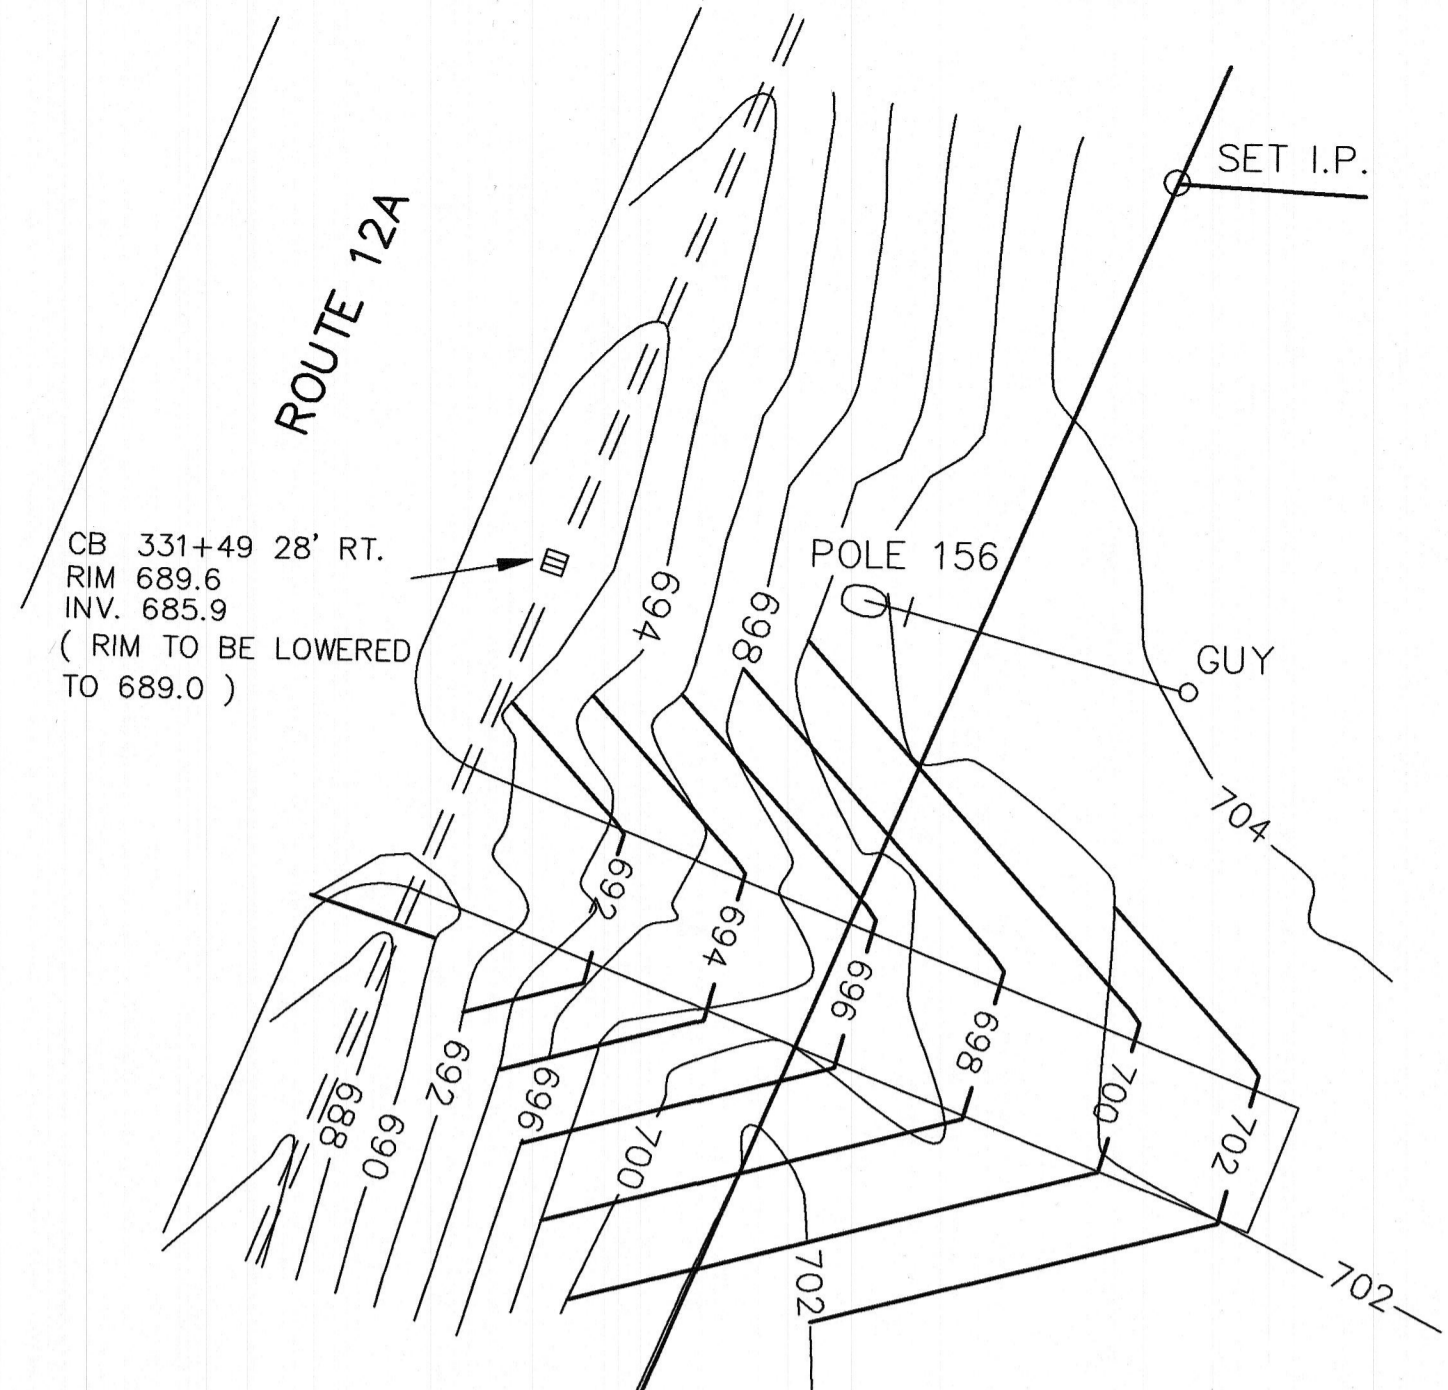 SET I.P.
ROUTE 12A
CB 331+49 28' RT.
RIM 689.6
INV. 685.9
( RIM TO BE LOWERED
TO 689.0 )
POLE 156
694
698
GUY
704
692
694
696
698
700
702
692
696
688
690
700
702
702